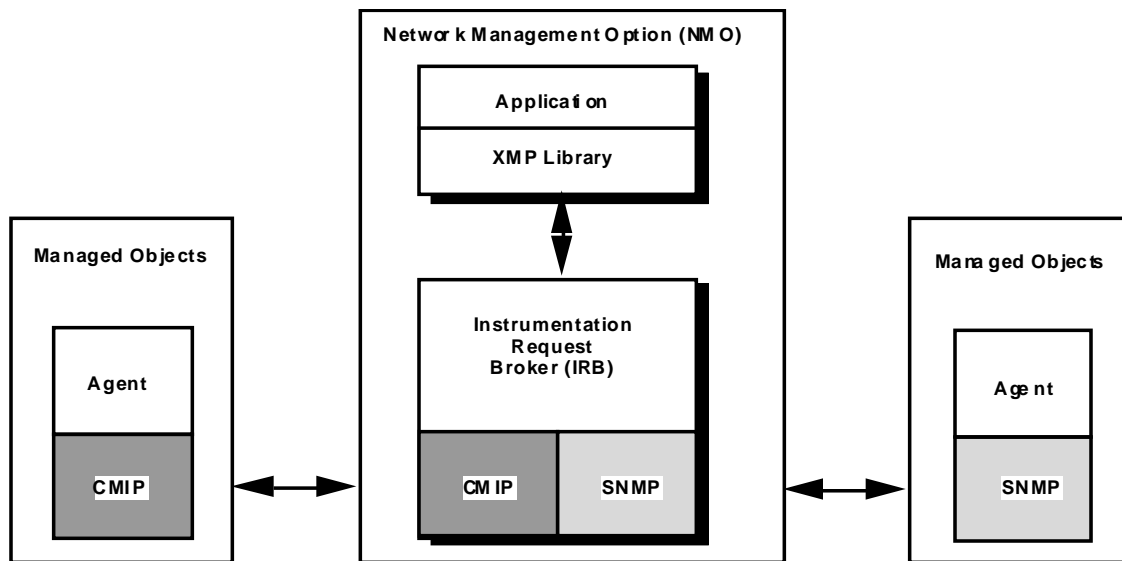 Network Management Option (NMO)
Application
XMP Library
Managed Objects
Agent
CMIP
Instrumentation
Request
Broker (IRB)
CMIP
SNMP
Managed Objects
Agent
SNMP